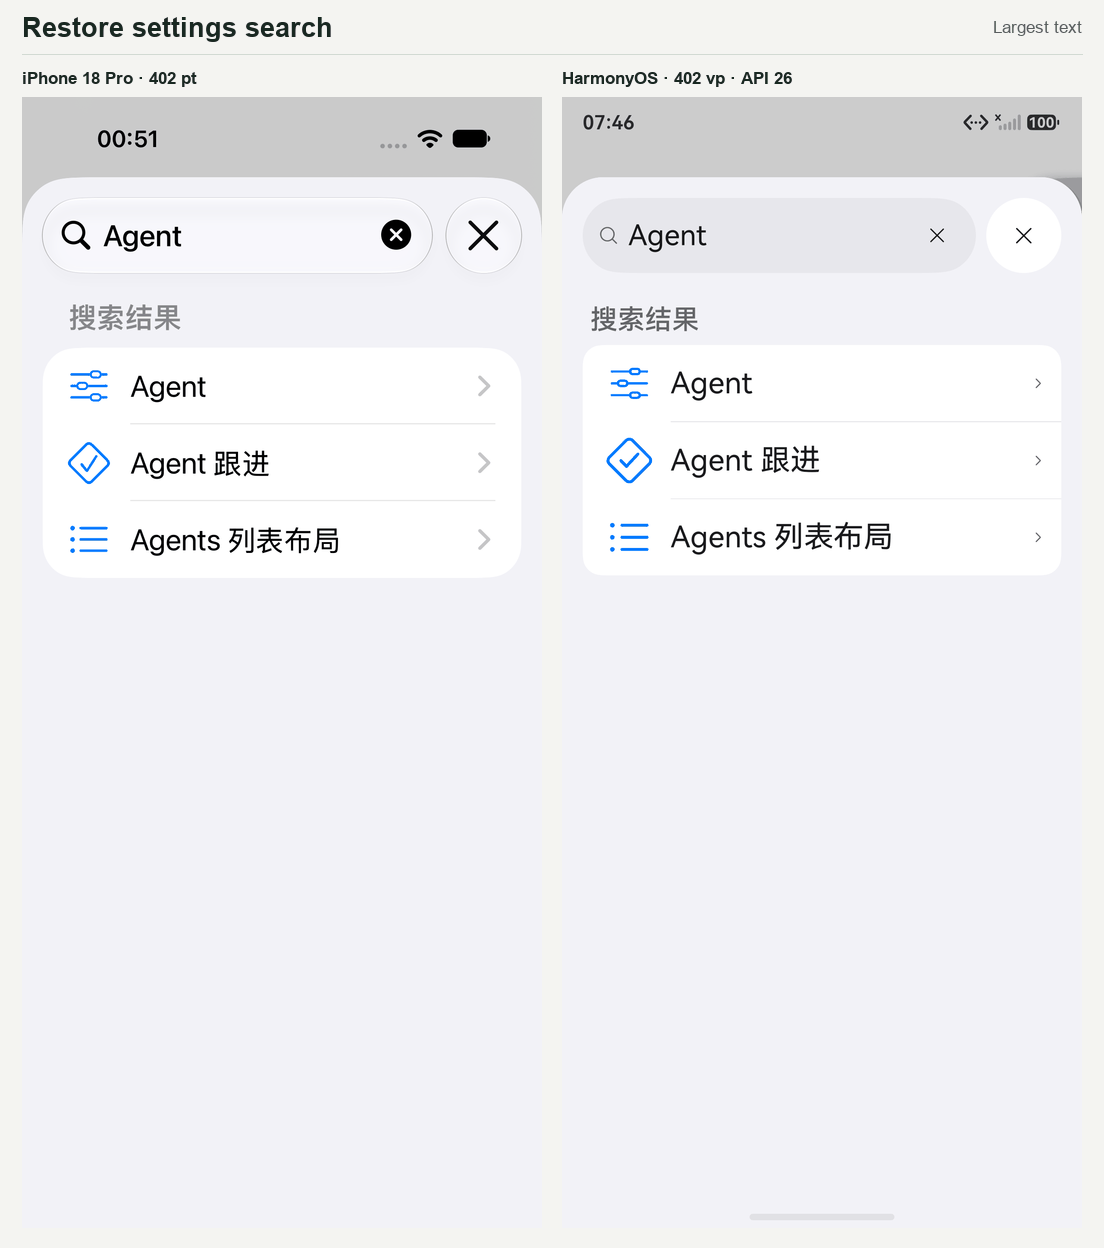 Restore settings search
Largest text
iPhone 18 Pro · 402 pt
00:51
Agent
搜索结果
Agent
Agent 跟进
Agents 列表布局
HarmonyOS · 402 vp · API 26
07:46
100
Agent
搜索结果
Agent
Agent 跟进
Agents 列表布局